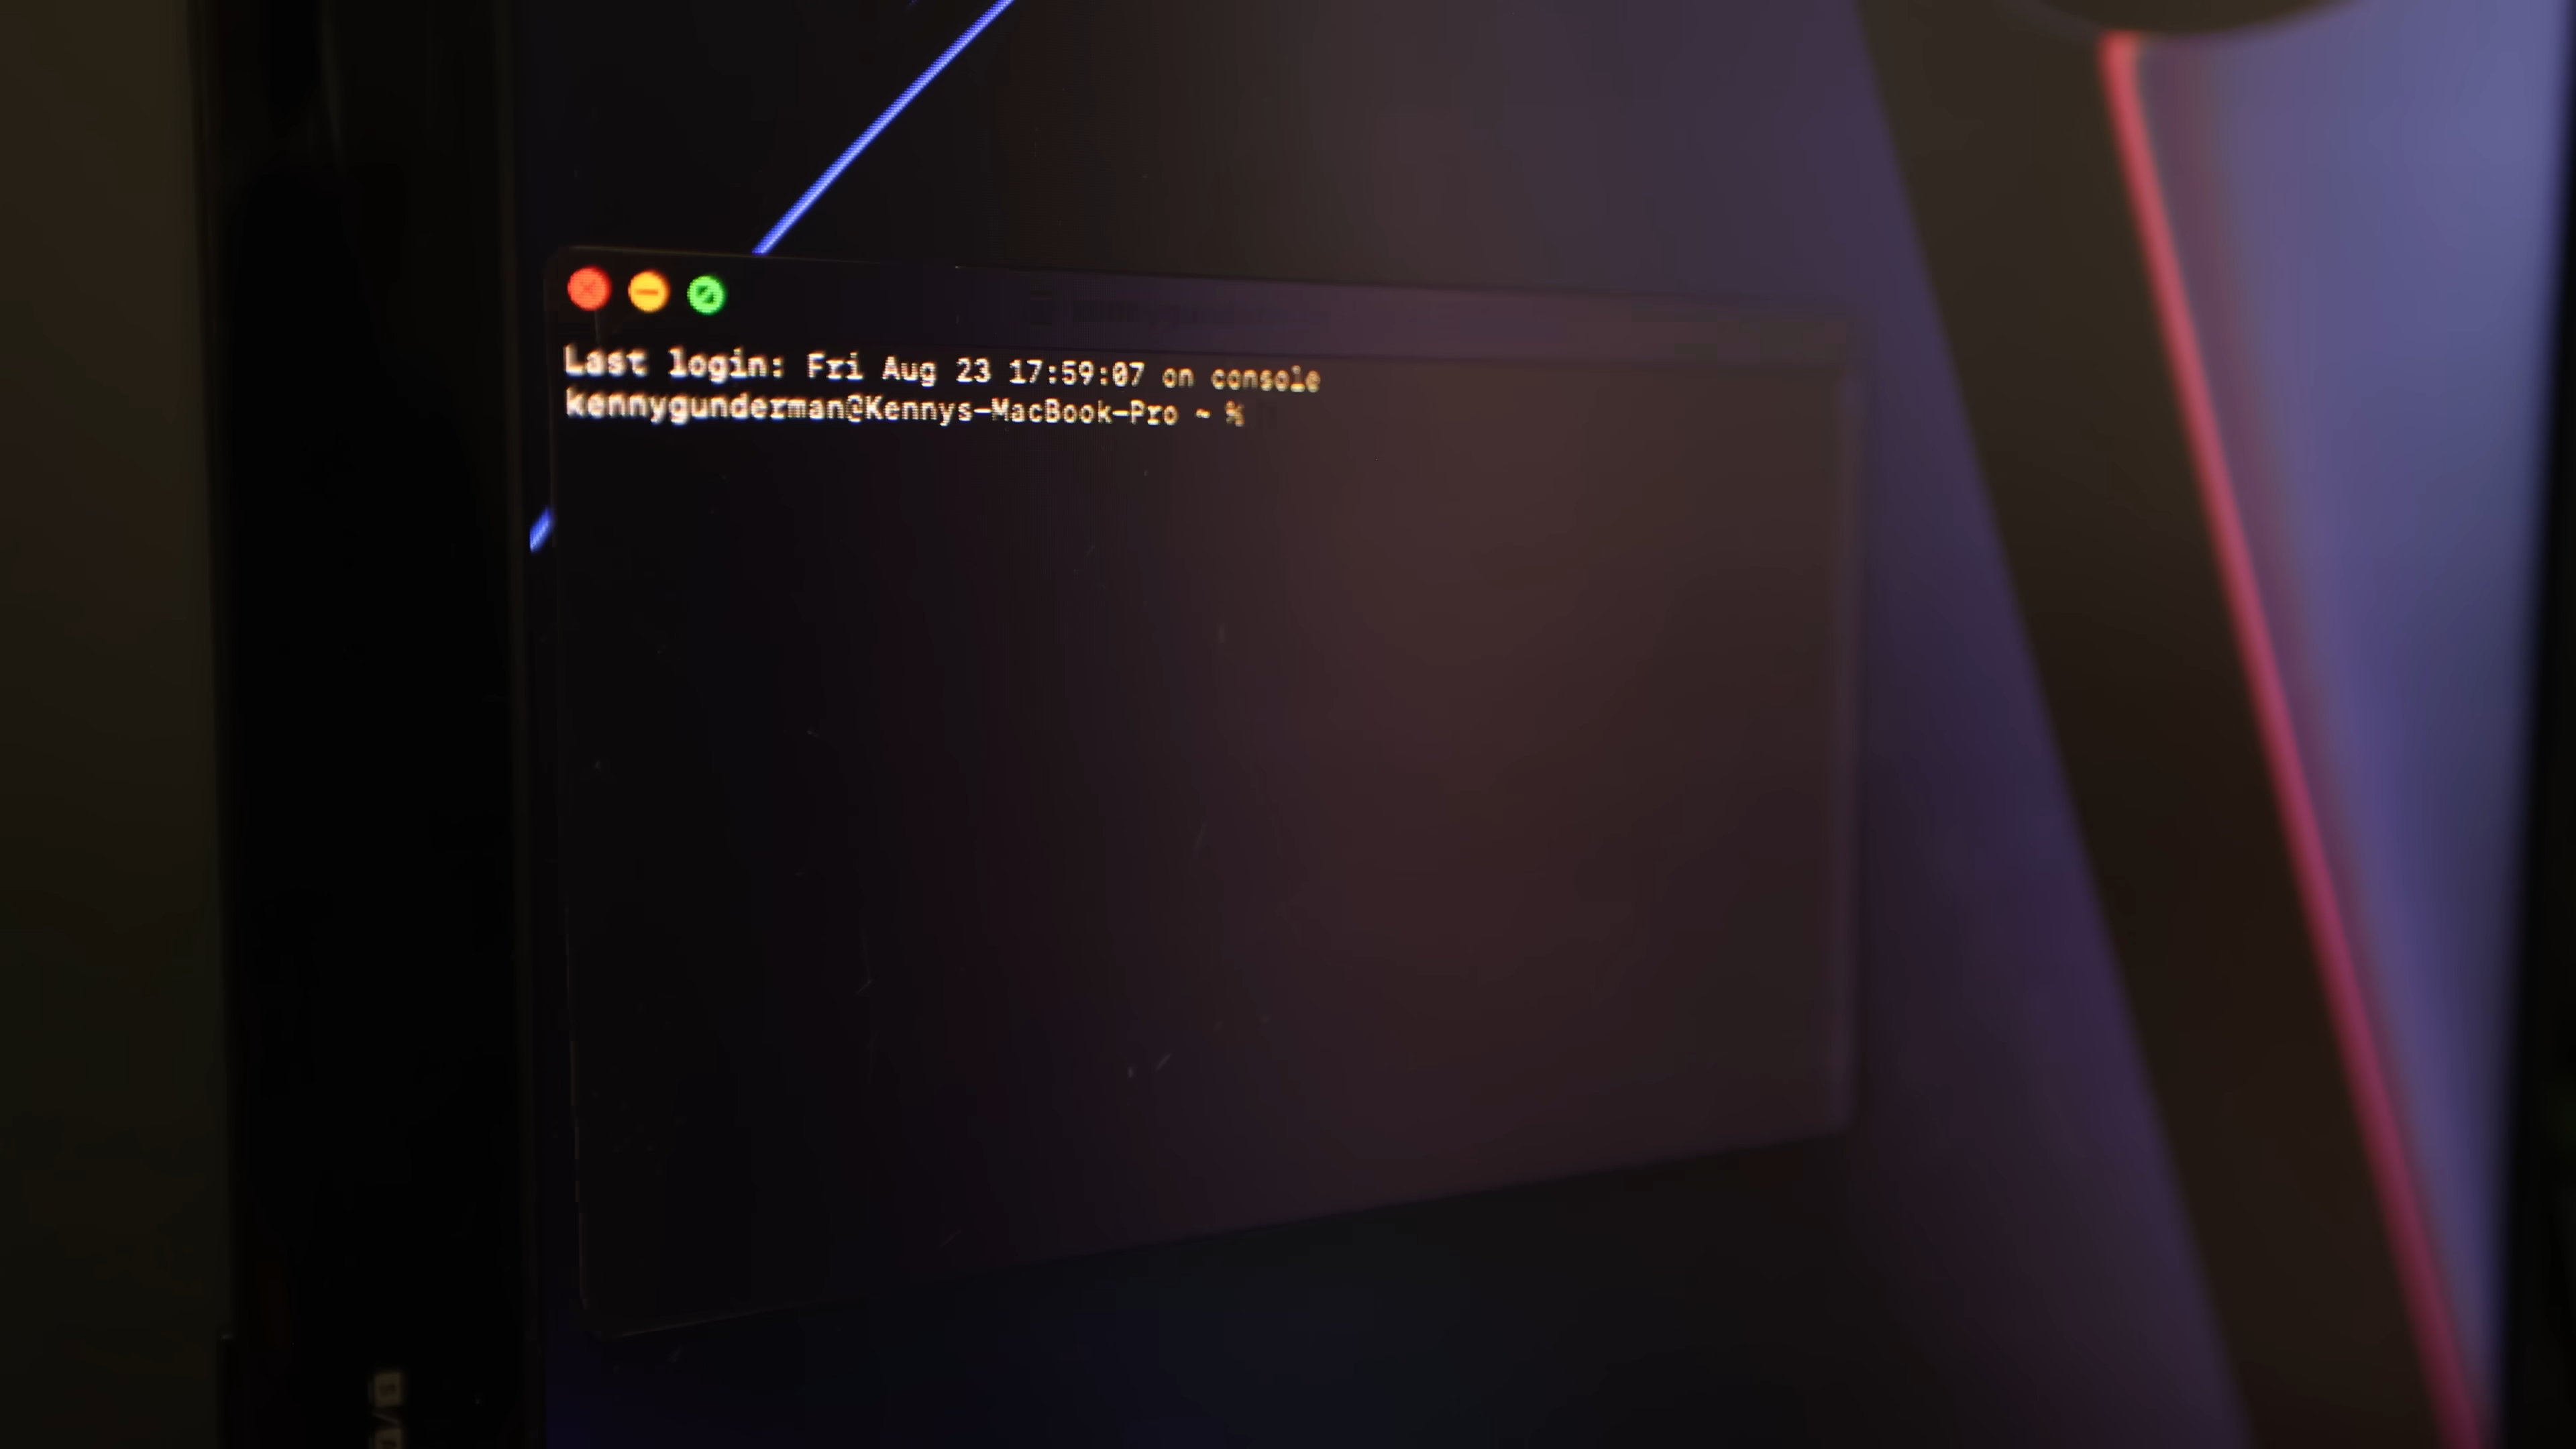 Last login: Fri Aug 23 17:59:07 on console
kennygunderman@Kennys-MacBook-Pro ~ %